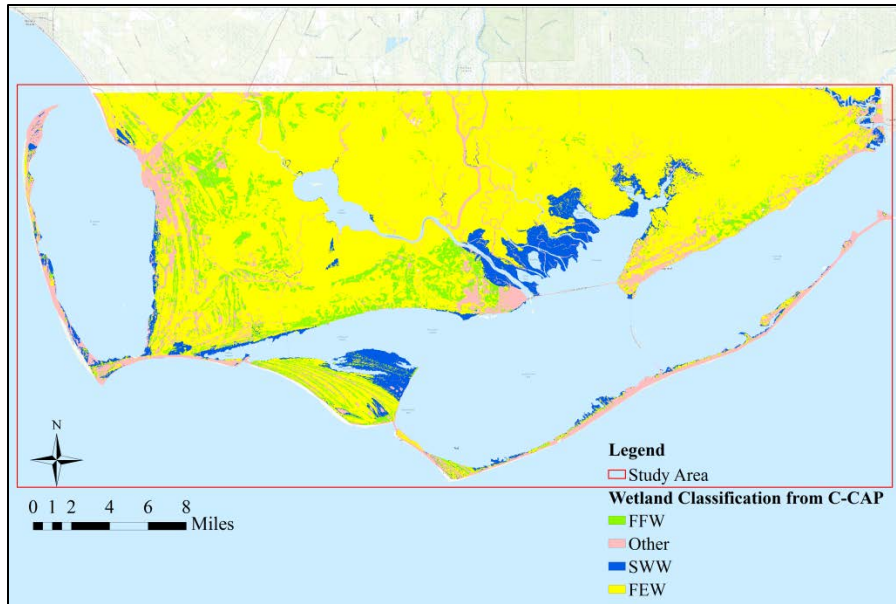 N
0 1 2 4 6 8
Miles
Legend
Study Area
Wetland Classification from C-CAP
FFW
Other
SWW
FEW